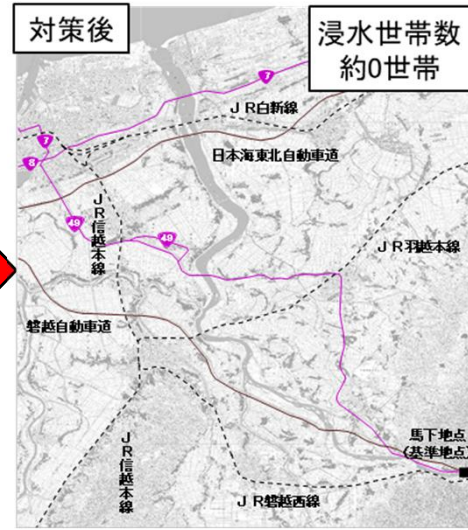 対策後
浸水世帯数
約0世帯
7
JR白新線
7
8
日本海東北自動車道
49
49
JR信越本線
JR羽越本線
磐越自動車道
馬下地点
(基準地点)
JR信越本線
JR磐越西線